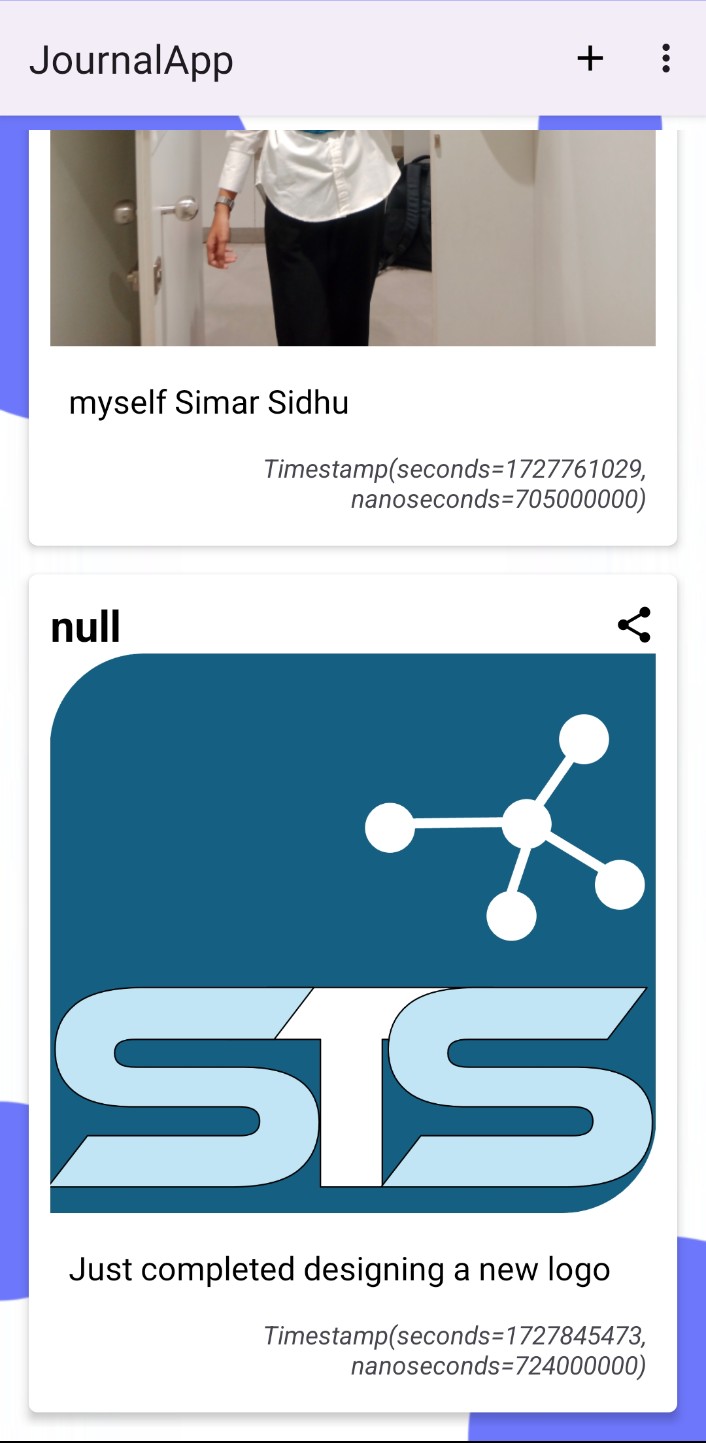 JournalApp
myself Simar Sidhu
Timestamp(seconds=1727761029,
nanoseconds=705000000)
null
STS
Just completed designing a new logo
Timestamp(seconds=1727845473,
nanoseconds=724000000)